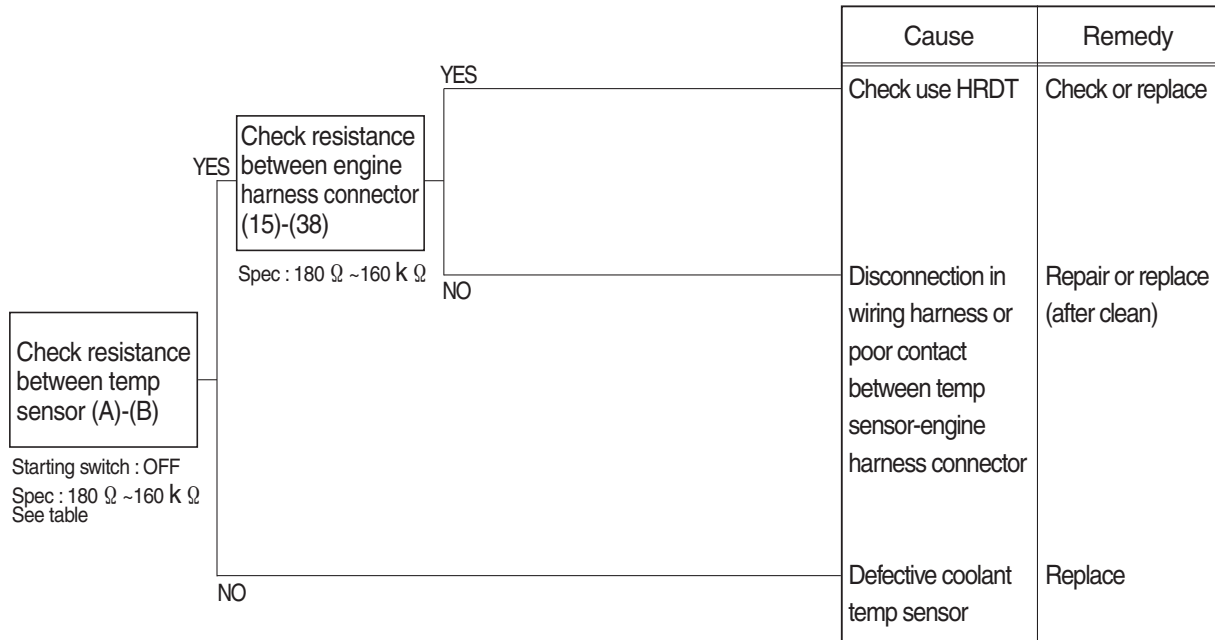 Cause
Remedy
YES
Check use HRDT
Check or replace
Check resistance
between engine
harness connector
(15)-(38)
YES
Spec : 180 Ω ~160 k Ω
NO
Disconnection in
wiring harness or
poor contact
between temp
sensor-engine
harness connector
Repair or replace
(after clean)
Check resistance
between temp
sensor (A)-(B)
Starting switch : OFF
Spec : 180 Ω ~160 k Ω
See table
NO
Defective coolant
temp sensor
Replace